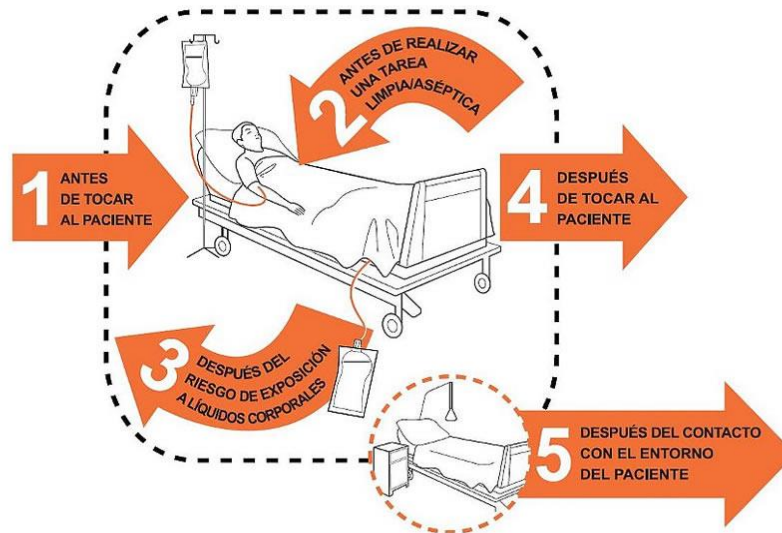 1
ANTES
DE TOCAR
AL PACIENTE
2
ANTES DE REALIZAR
UNA TAREA
LIMPIA/ASÉPTICA
3
DESPUÉS DEL
RIESGO DE EXPOSICIÓN
A LÍQUIDOS CORPORALES
4
DESPUÉS
DE TOCAR AL
PACIENTE
5
DESPUÉS DEL CONTACTO
CON EL ENTORNO
DEL PACIENTE